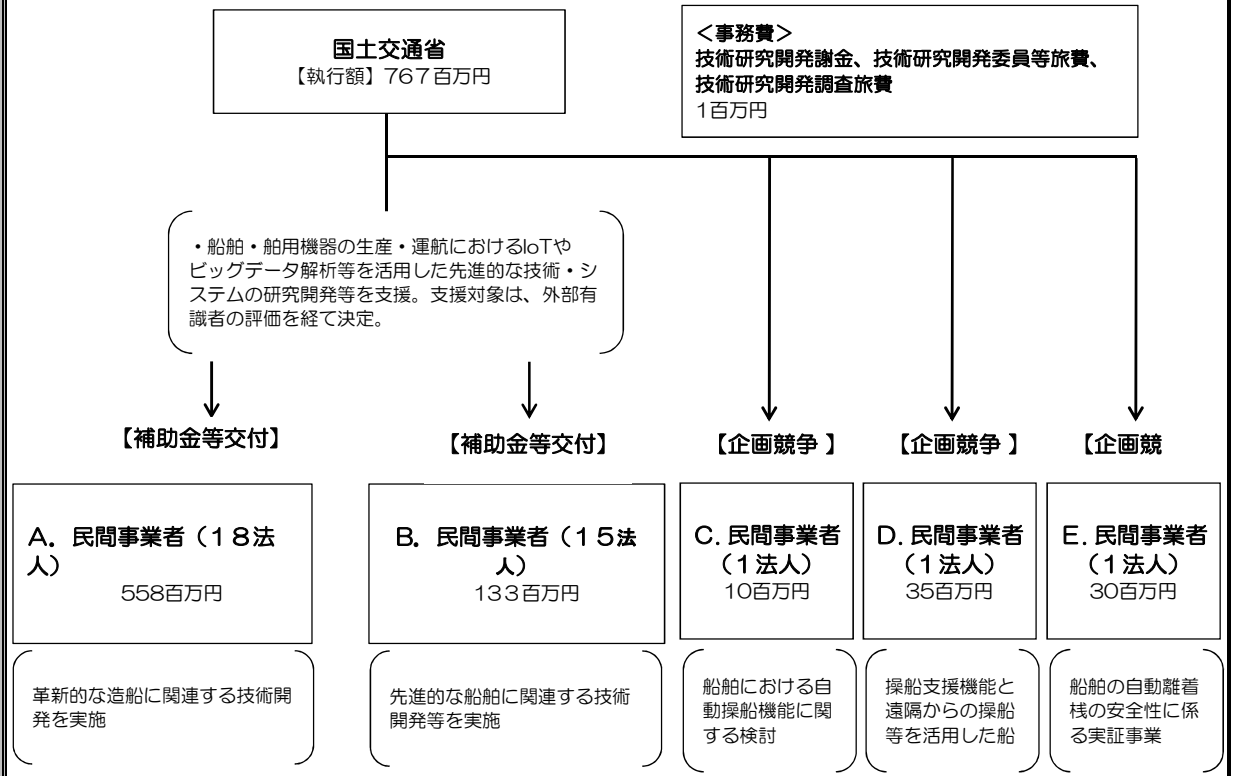 国土交通省
【執行額】767百万円
＜事務費＞
技術研究開発謝金、技術研究開発委員等旅費、
技術研究開発調査旅費
1百万円
・船舶・舶用機器の生産・運航におけるIoTや
ビッグデータ解析等を活用した先進的な技術・シ
ステムの研究開発等を支援。支援対象は、外部有
識者の評価を経て決定。
【補助金等交付】
【補助金等交付】
【企画競争 】
【企画競争 】
【企画競
A．民間事業者（１８法
人）
558百万円
B．民間事業者（１５法
人）
133百万円
C. 民間事業者
（１法人）
10百万円
D. 民間事業者
（１法人）
35百万円
E. 民間事業者
（１法人）
30百万円
革新的な造船に関連する技術開
発を実施
先進的な船舶に関連する技術
開発等を実施
船舶における自
動操船機能に関
する検討
操船支援機能と
遠隔からの操船
等を活用した船
船舶の自動離着
桟の安全性に係
る実証事業